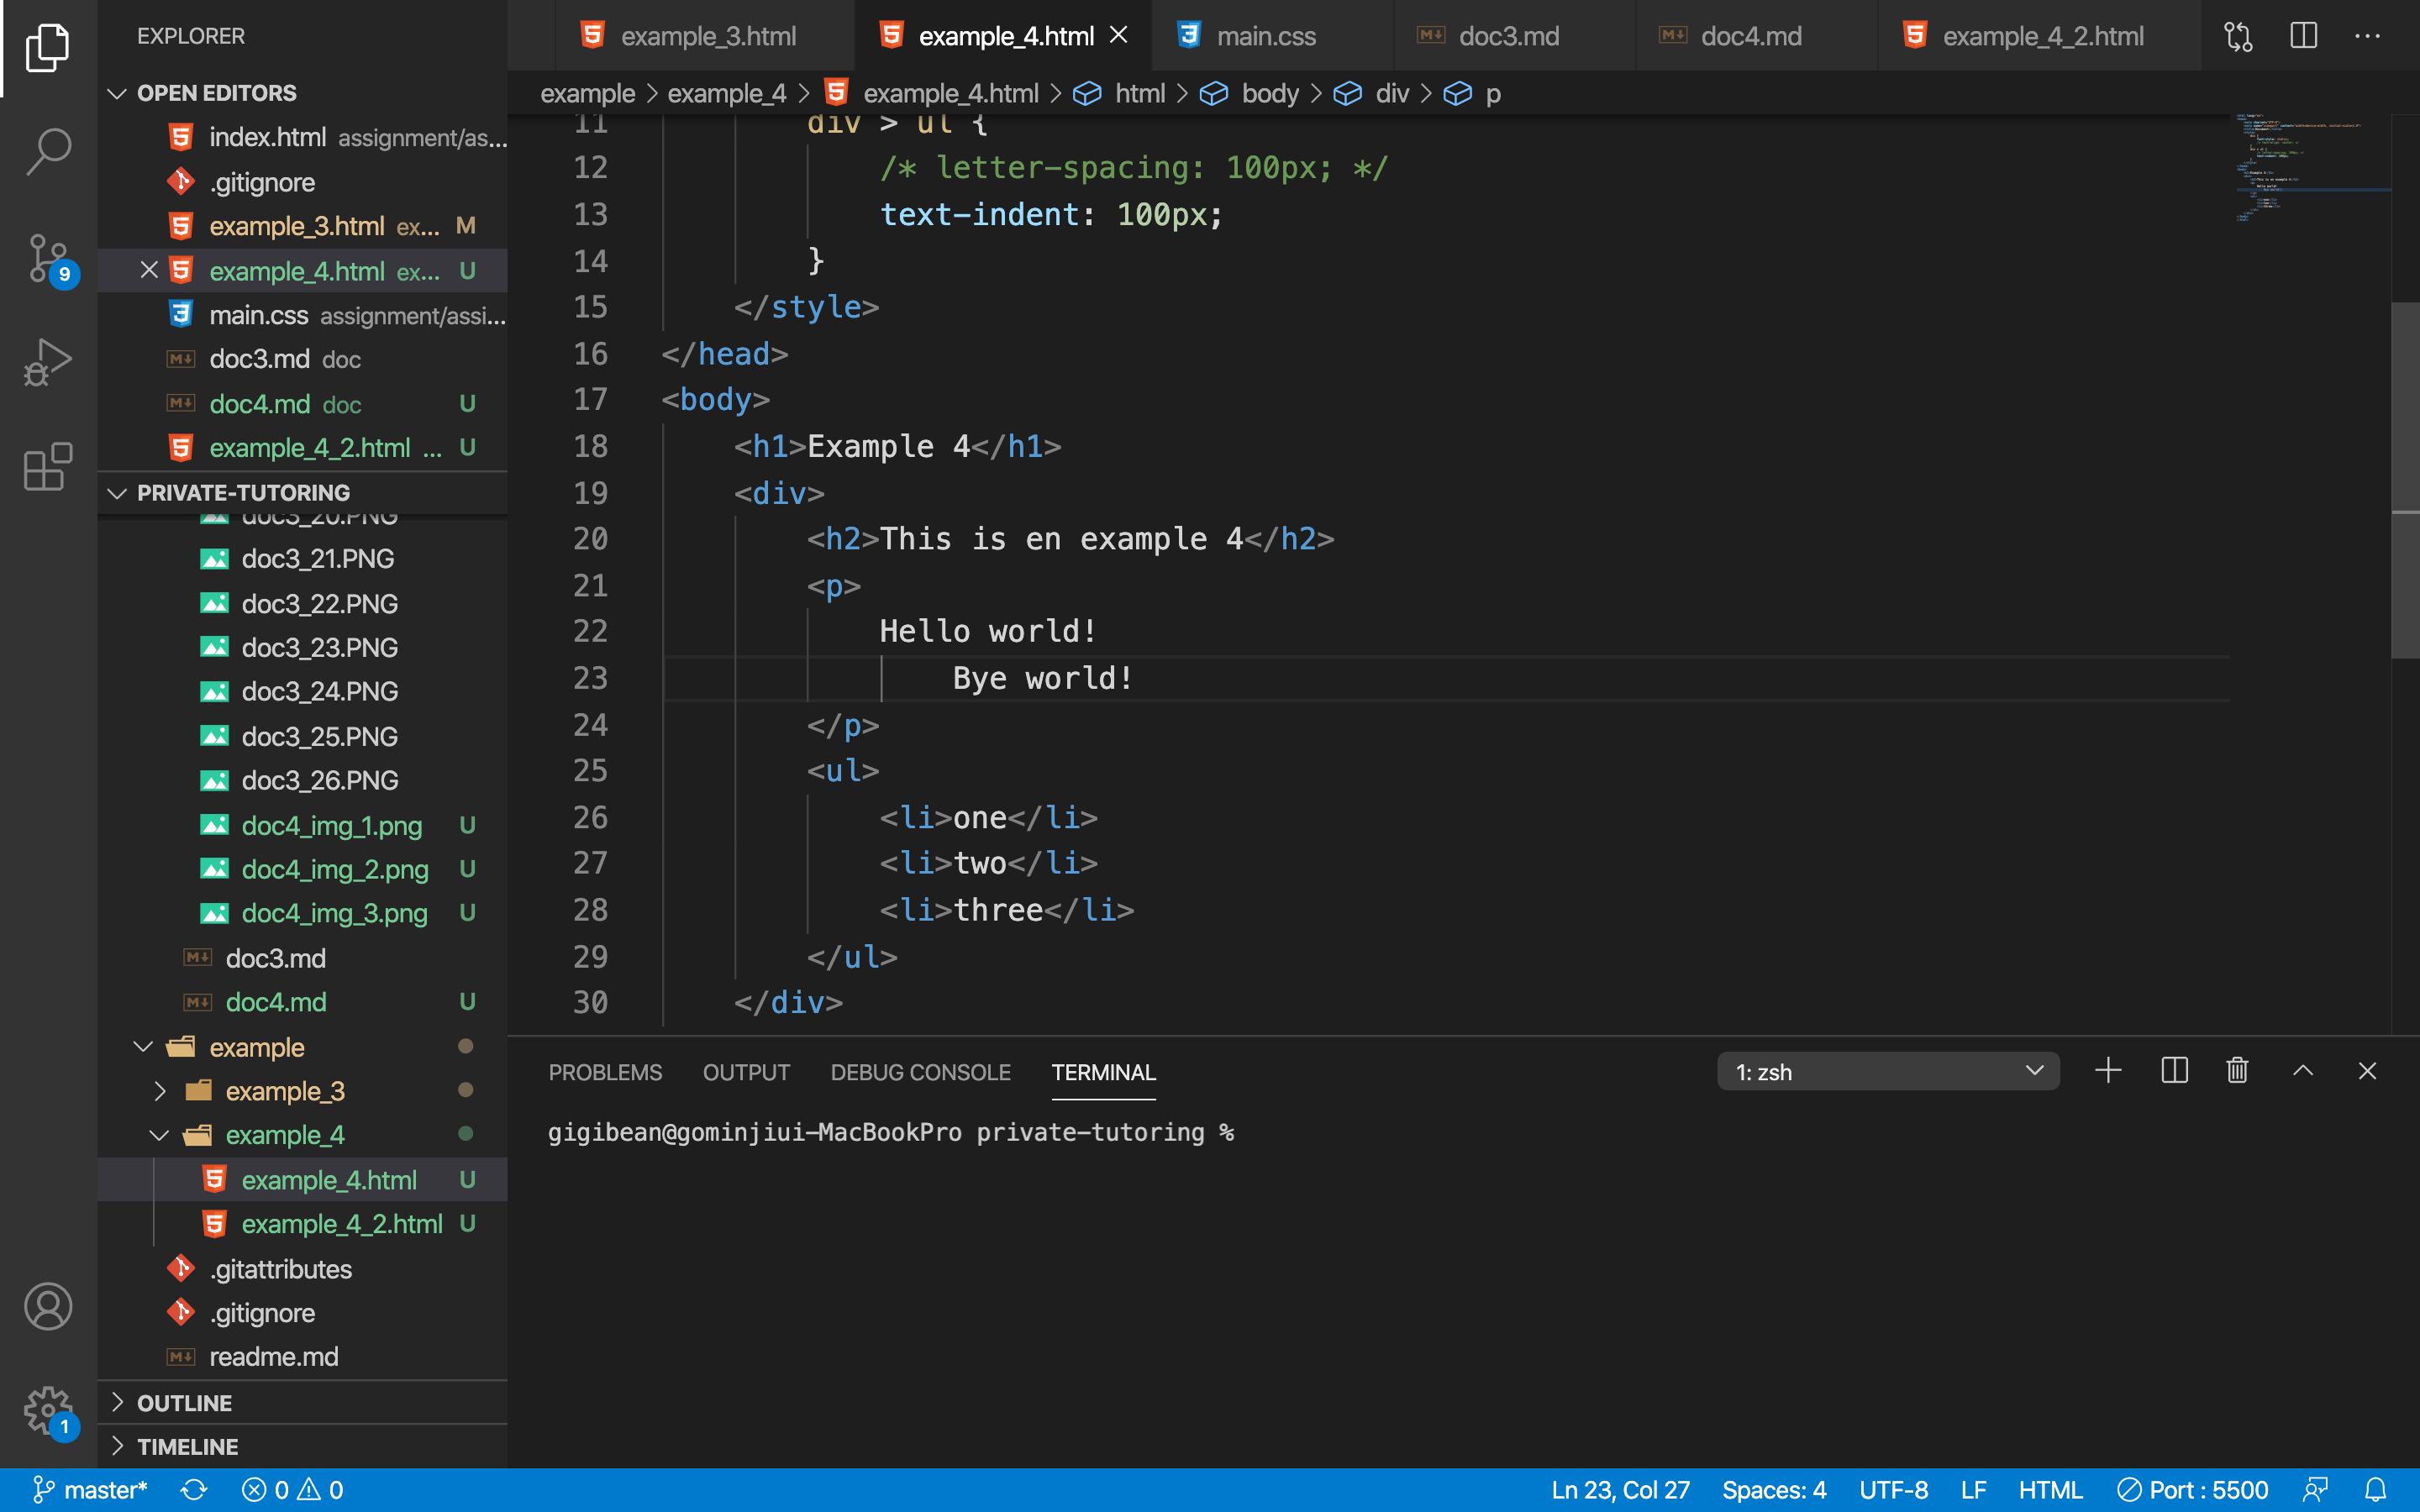 EXPLORER
OPEN EDITORS
index.html assignment/as...
.gitignore
example_3.html ex... M
example_4.html ex... U
main.css assignment/assi...
doc3.md doc
doc4.md doc U
example_4_2.html ... U
PRIVATE-TUTORING
doc3_20.PNG
doc3_21.PNG
doc3_22.PNG
doc3_23.PNG
doc3_24.PNG
doc3_25.PNG
doc3_26.PNG
doc4_img_1.png U
doc4_img_2.png U
doc4_img_3.png U
doc3.md
doc4.md U
example
example_3
example_4
example_4.html U
example_4_2.html U
.gitattributes
.gitignore
readme.md
OUTLINE
TIMELINE
9
1
example_3.html example_4.html main.css doc3.md doc4.md example_4_2.html
example > example_4 > example_4.html > html > body > div > p
11 div > ul {
12 /* letter-spacing: 100px; */
13 text-indent: 100px;
14 }
15 </style>
16 </head>
17 <body>
18 <h1>Example 4</h1>
19 <div>
20 <h2>This is en example 4</h2>
21 <p>
22 Hello world!
23 Bye world!
24 </p>
25 <ul>
26 <li>one</li>
27 <li>two</li>
28 <li>three</li>
29 </ul>
30 </div>
PROBLEMS OUTPUT DEBUG CONSOLE TERMINAL 1: zsh
gigibean@gominjiui-MacBookPro private-tutoring %
master* 0 0 Ln 23, Col 27 Spaces: 4 UTF-8 LF HTML Port : 5500